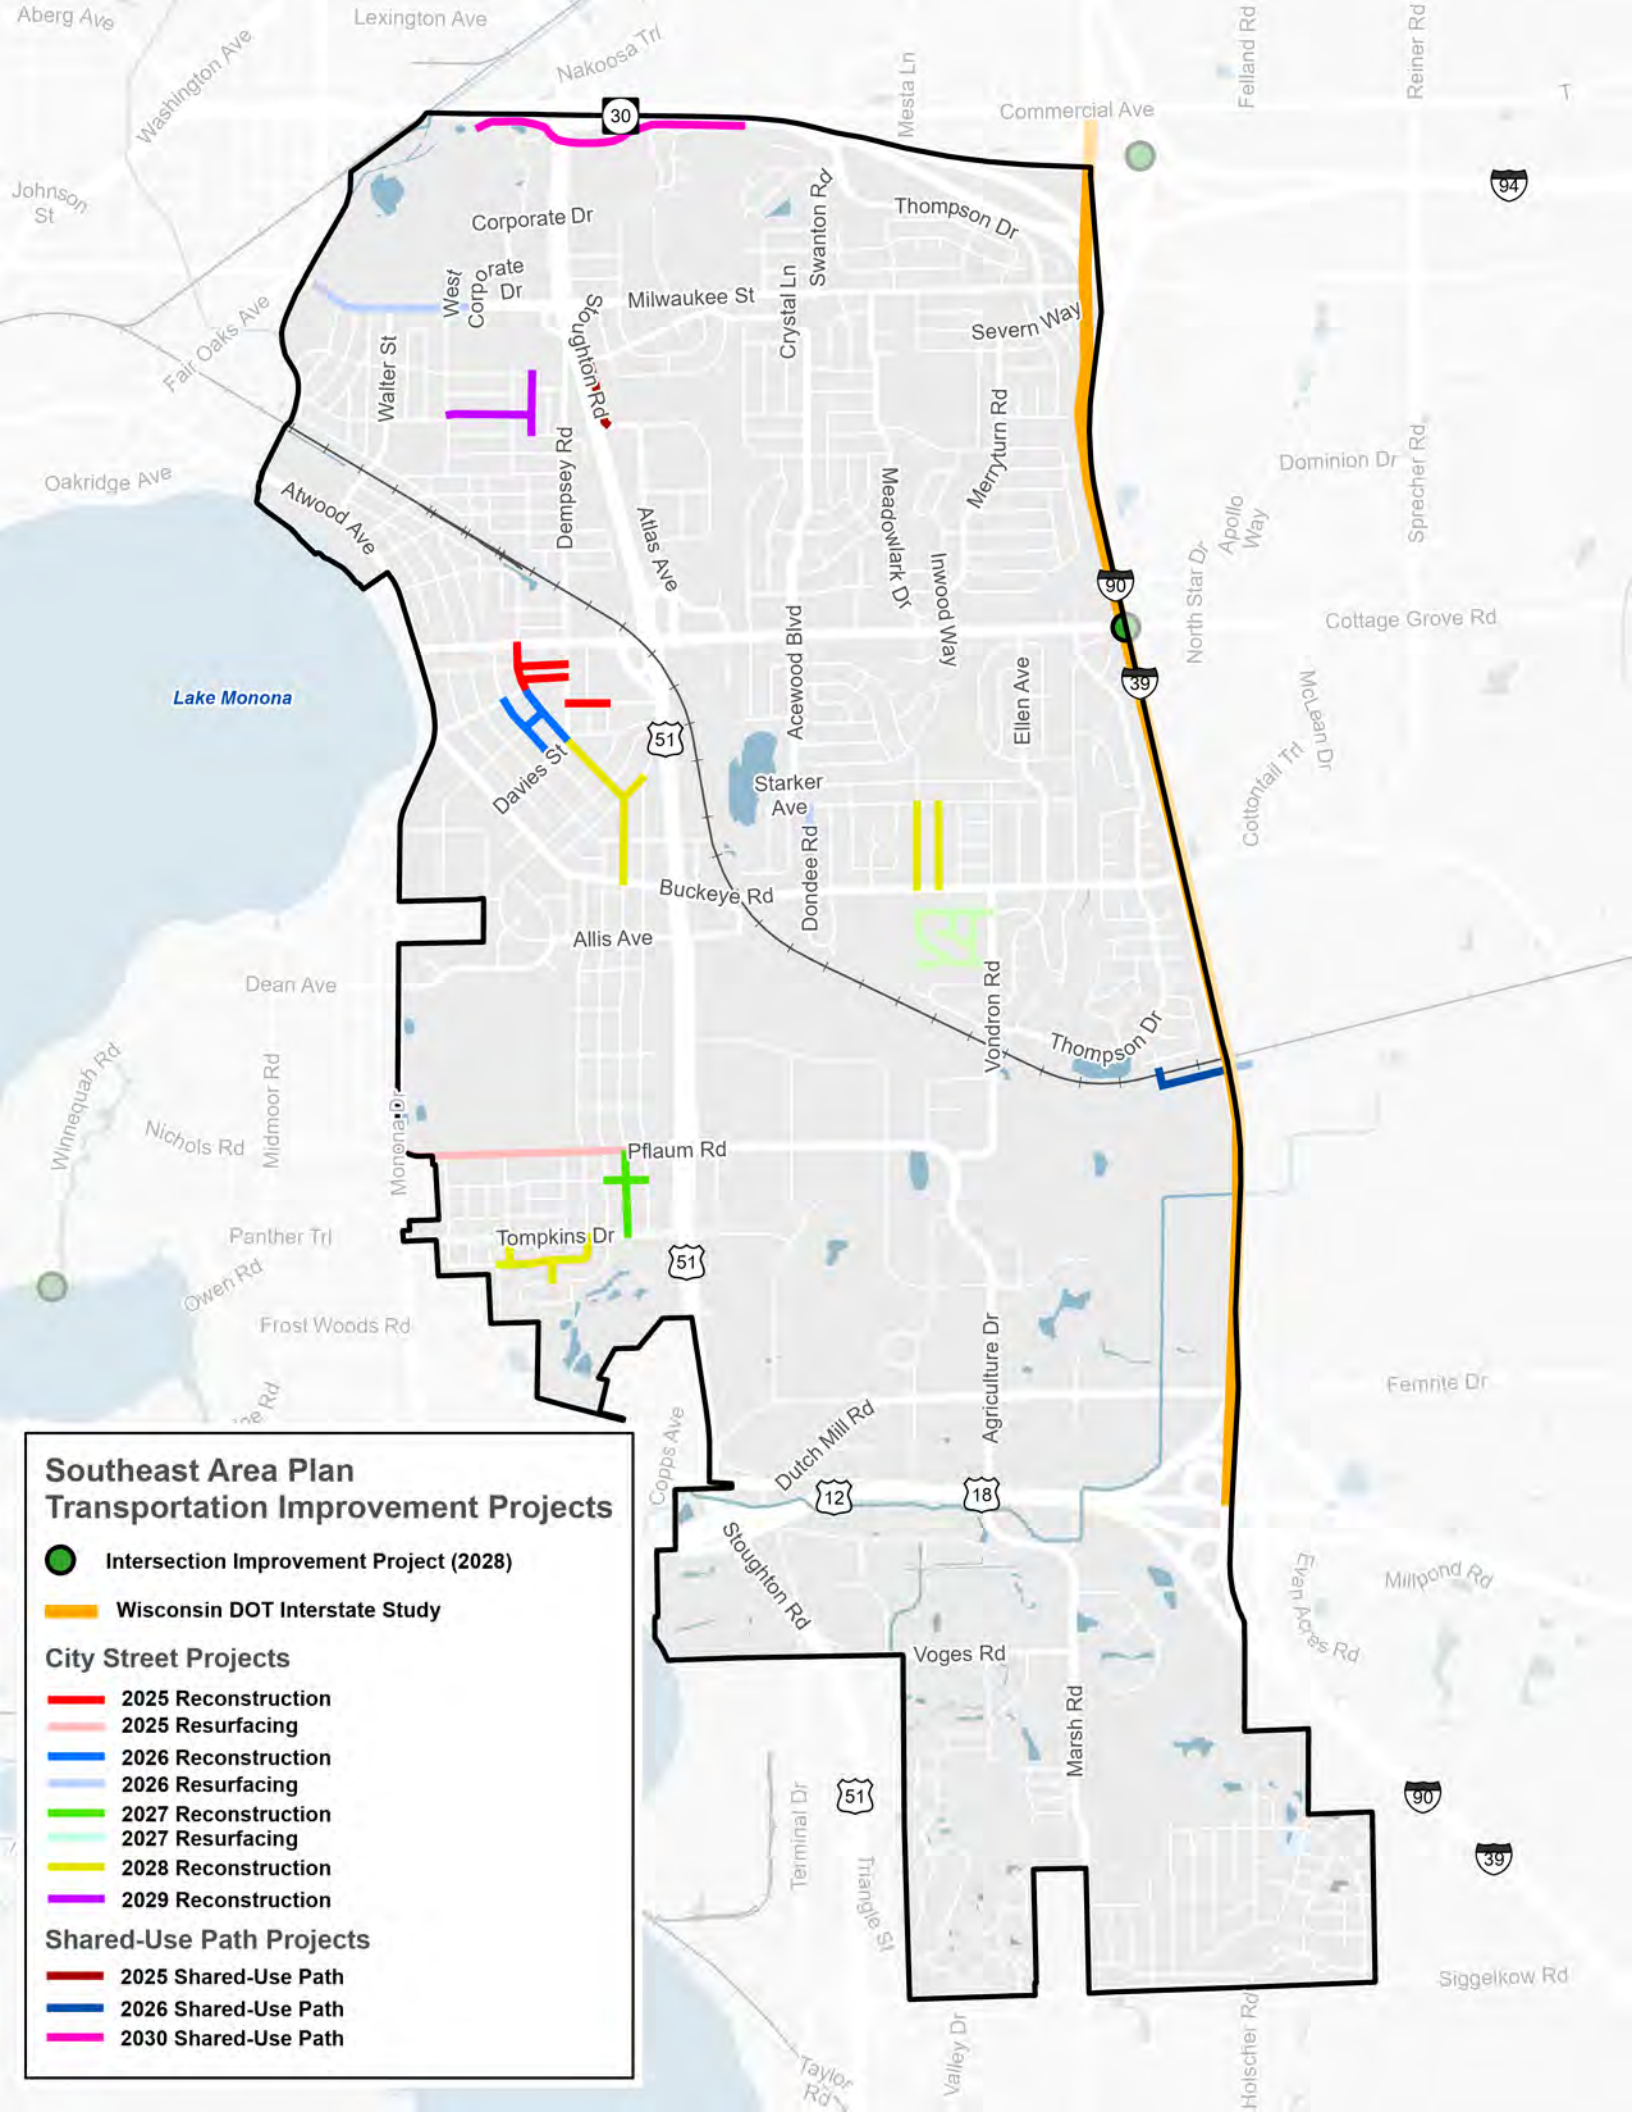 Aberg Ave
Lexington Ave
Washington Ave
Nakoosa Trl
Mesta Ln
Felland Rd
Reiner Rd
Commercial Ave
T
30
94
Johnson
St
Corporate Dr
Swanton Rd
Thompson Dr
West
Corporate
Dr
Milwaukee St
Crystal Ln
Severn Way
Fair Oaks Ave
Stoughton Rd
Walter St
Merryturn Rd
Dempsey Rd
Oakridge Ave
Dominion Dr
Sprecher Rd
Atwood Ave
Atlas Ave
Meadowlark Dr
Inwood Way
Apollo
Way
North Star Dr
90
Cottage Grove Rd
Acewood Blvd
Ellen Ave
39
Lake Monona
McLean Dr
51
Cottontail Trl
Davies St
Starker
Ave
Dondee Rd
Buckeye Rd
Allis Ave
Dean Ave
Vondron Rd
Thompson Dr
Winnequah Rd
Midmoor Rd
Monona Dr
Nichols Rd
Pflaum Rd
Panther Trl
Tompkins Dr
51
Owen Rd
Frost Woods Rd
Agriculture Dr
Femrite Dr
ge Rd
Copps Ave
Dutch Mill Rd
12
18
Southeast Area Plan
Transportation Improvement Projects
Intersection Improvement Project (2028)
Wisconsin DOT Interstate Study
City Street Projects
2025 Reconstruction
2025 Resurfacing
2026 Reconstruction
2026 Resurfacing
2027 Reconstruction
2027 Resurfacing
2028 Reconstruction
2029 Reconstruction
Shared-Use Path Projects
2025 Shared-Use Path
2026 Shared-Use Path
2030 Shared-Use Path
Stoughton Rd
Evan Acres Rd
Millpond Rd
Voges Rd
Marsh Rd
51
90
Terminal Dr
Triangle St
39
Siggelkow Rd
Valley Dr
Holscher Rd
Taylor
Rd